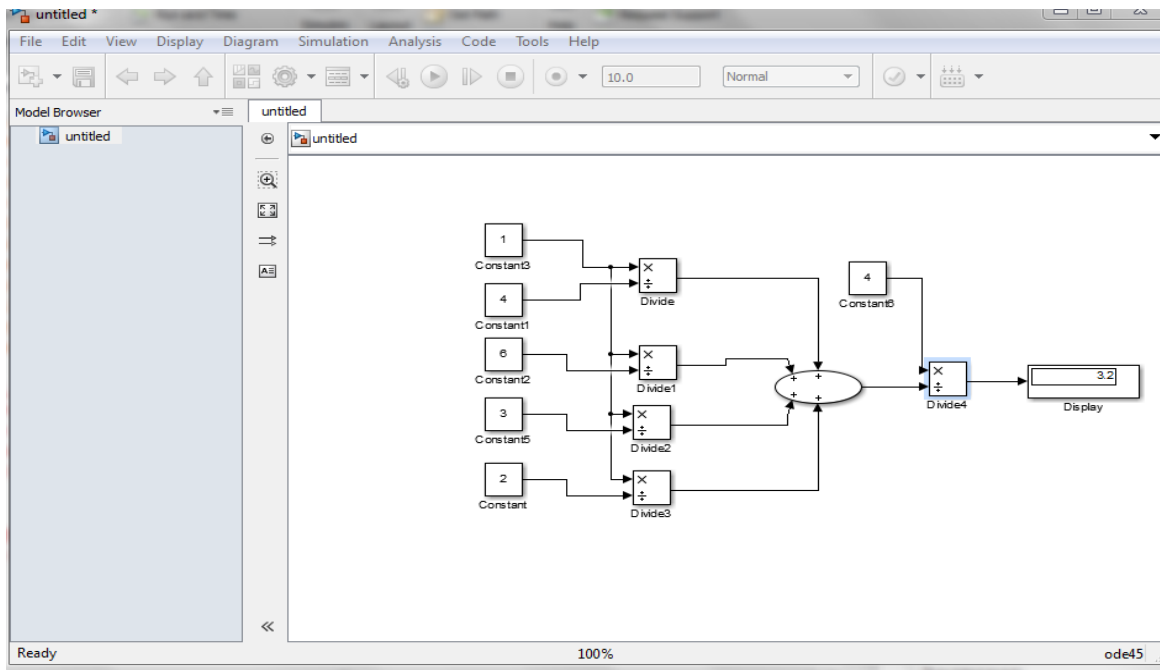 untitled *
File Edit View Display Diagram Simulation Analysis Code Tools Help
10.0 Normal
Model Browser
untitled
untitled
untitled
1
Constant3
4
Constant1
6
Constant2
3
Constant5
2
Constant
×
÷
Divide
×
÷
Divide1
×
÷
Divide2
×
÷
Divide3
+ +
+ +
4
Constant6
×
÷
Divide4
3.2
Display
Ready 100% ode45